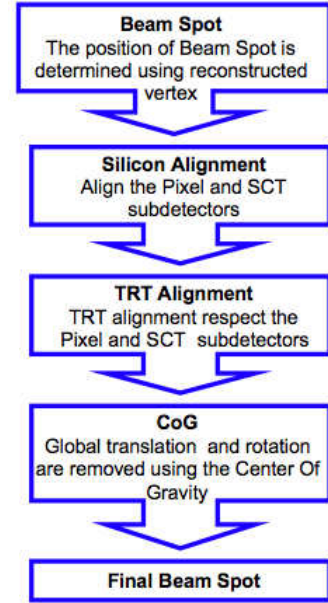 Beam Spot
The position of Beam Spot is
determined using reconstructed
vertex
Silicon Alignment
Align the Pixel and SCT
subdetectors
TRT Alignment
TRT alignment respect the
Pixel and SCT subdetectors
CoG
Global translation and rotation
are removed using the Center Of
Gravity
Final Beam Spot